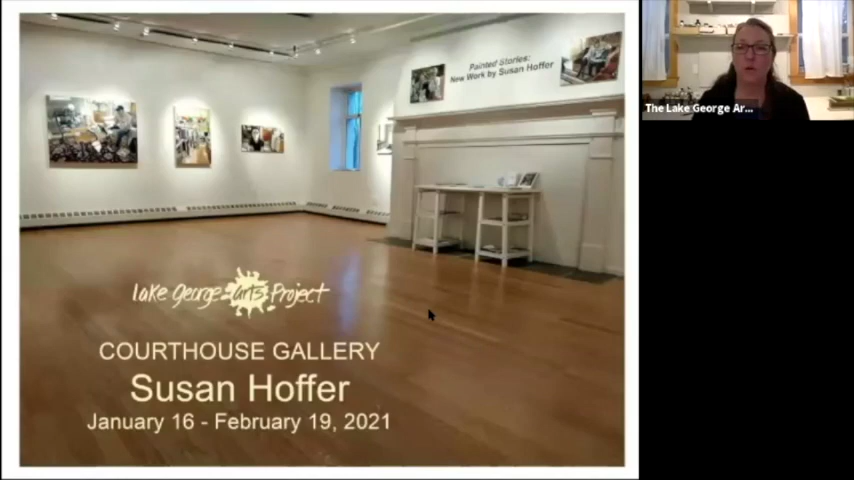 Painted Stories:
New Work by Susan Hoffer
The Lake George Ar...
lake george arts Project
COURTHOUSE GALLERY
Susan Hoffer
January 16 - February 19, 2021